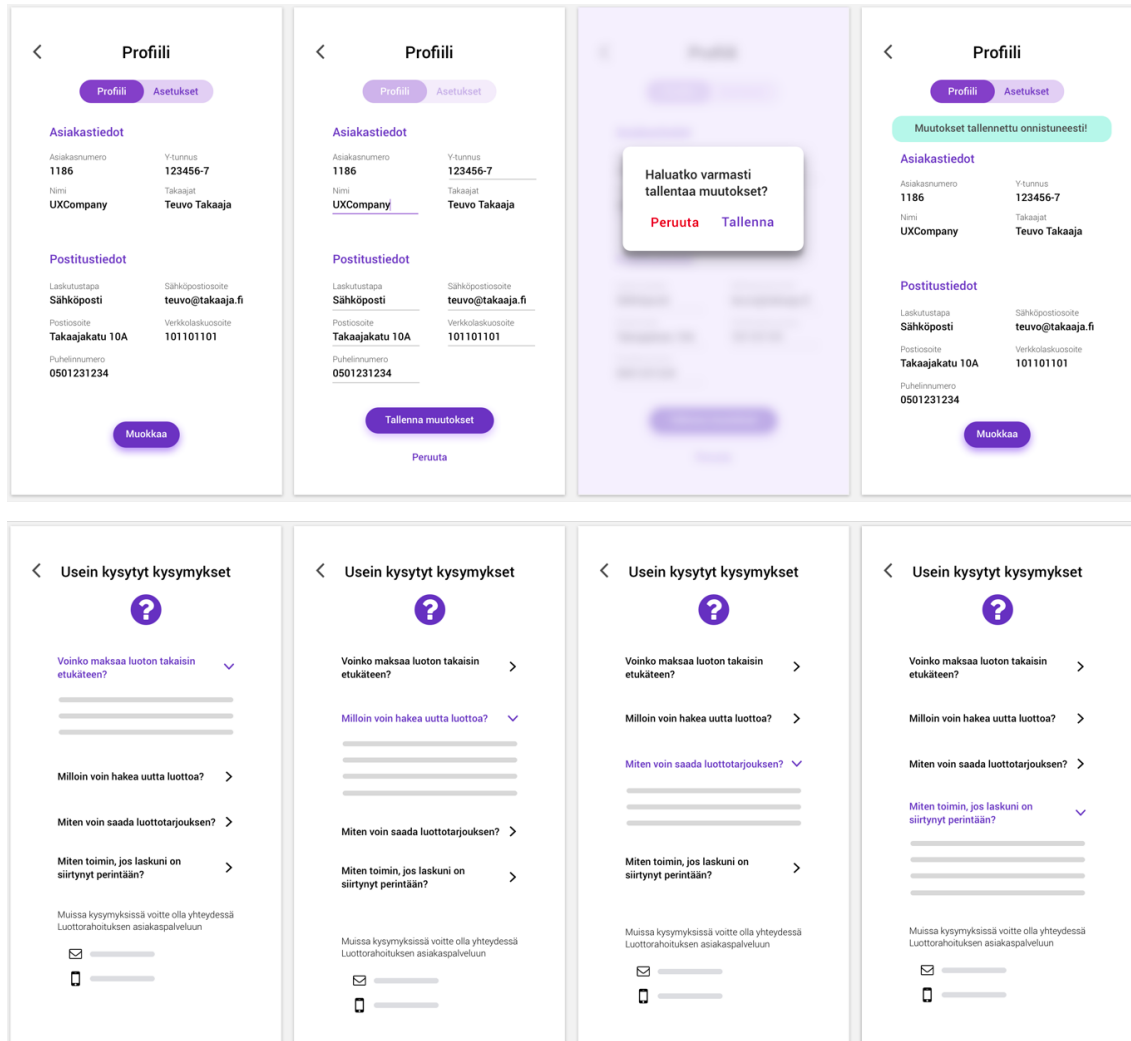 Profiili
Profiili Asetukset
Asiakastiedot
Asiakasnumero Y-tunnus
1186 123456-7
Nimi Takaajat
UXCompany Teuvo Takaaja
Postitustiedot
Laskutustapa Sähköpostiosoite
Sähköposti teuvo@takaaja.fi
Postiosoite Verkkolaskuosoite
Takaajakatu 10A 101101101
Puhelinnumero
0501231234
Muokkaa
Profiili
Profiili Asetukset
Asiakastiedot
Asiakasnumero Y-tunnus
1186 123456-7
Nimi Takaajat
UXCompany Teuvo Takaaja
Postitustiedot
Laskutustapa Sähköpostiosoite
Sähköposti teuvo@takaaja.fi
Postiosoite Verkkolaskuosoite
Takaajakatu 10A 101101101
Puhelinnumero
0501231234
Tallenna muutokset
Peruuta
Haluatko varmasti
tallentaa muutokset?
Peruuta Tallenna
Profiili
Profiili Asetukset
Muutokset tallennettu onnistuneesti!
Asiakastiedot
Asiakasnumero Y-tunnus
1186 123456-7
Nimi Takaajat
UXCompany Teuvo Takaaja
Postitustiedot
Laskutustapa Sähköpostiosoite
Sähköposti teuvo@takaaja.fi
Postiosoite Verkkolaskuosoite
Takaajakatu 10A 101101101
Puhelinnumero
0501231234
Muokkaa
Usein kysytyt kysymykset
Voinko maksaa luoton takaisin
etukäteen?
Milloin voin hakea uutta luottoa?
Miten voin saada luottotarjouksen?
Miten toimin, jos laskuni on
siirtynyt perintään?
Muissa kysymyksissä voitte olla yhteydessä
Luottorahoituksen asiakaspalveluun
Usein kysytyt kysymykset
Voinko maksaa luoton takaisin
etukäteen?
Milloin voin hakea uutta luottoa?
Miten voin saada luottotarjouksen?
Miten toimin, jos laskuni on
siirtynyt perintään?
Muissa kysymyksissä voitte olla yhteydessä
Luottorahoituksen asiakaspalveluun
Usein kysytyt kysymykset
Voinko maksaa luoton takaisin
etukäteen?
Milloin voin hakea uutta luottoa?
Miten voin saada luottotarjouksen?
Miten toimin, jos laskuni on
siirtynyt perintään?
Muissa kysymyksissä voitte olla yhteydessä
Luottorahoituksen asiakaspalveluun
Usein kysytyt kysymykset
Voinko maksaa luoton takaisin
etukäteen?
Milloin voin hakea uutta luottoa?
Miten voin saada luottotarjouksen?
Miten toimin, jos laskuni on
siirtynyt perintään?
Muissa kysymyksissä voitte olla yhteydessä
Luottorahoituksen asiakaspalveluun